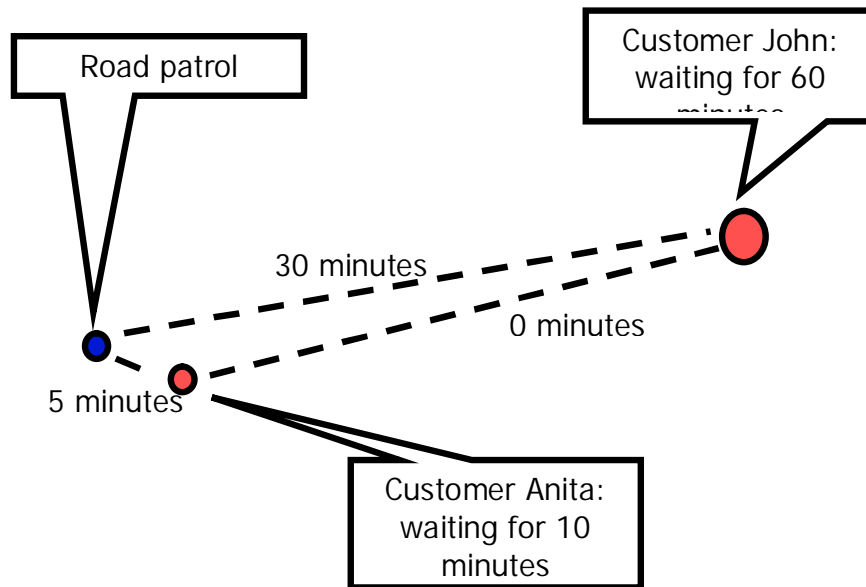 Road patrol
Customer John:
waiting for 60
minutes
30 minutes
0 minutes
5 minutes
Customer Anita:
waiting for 10
minutes